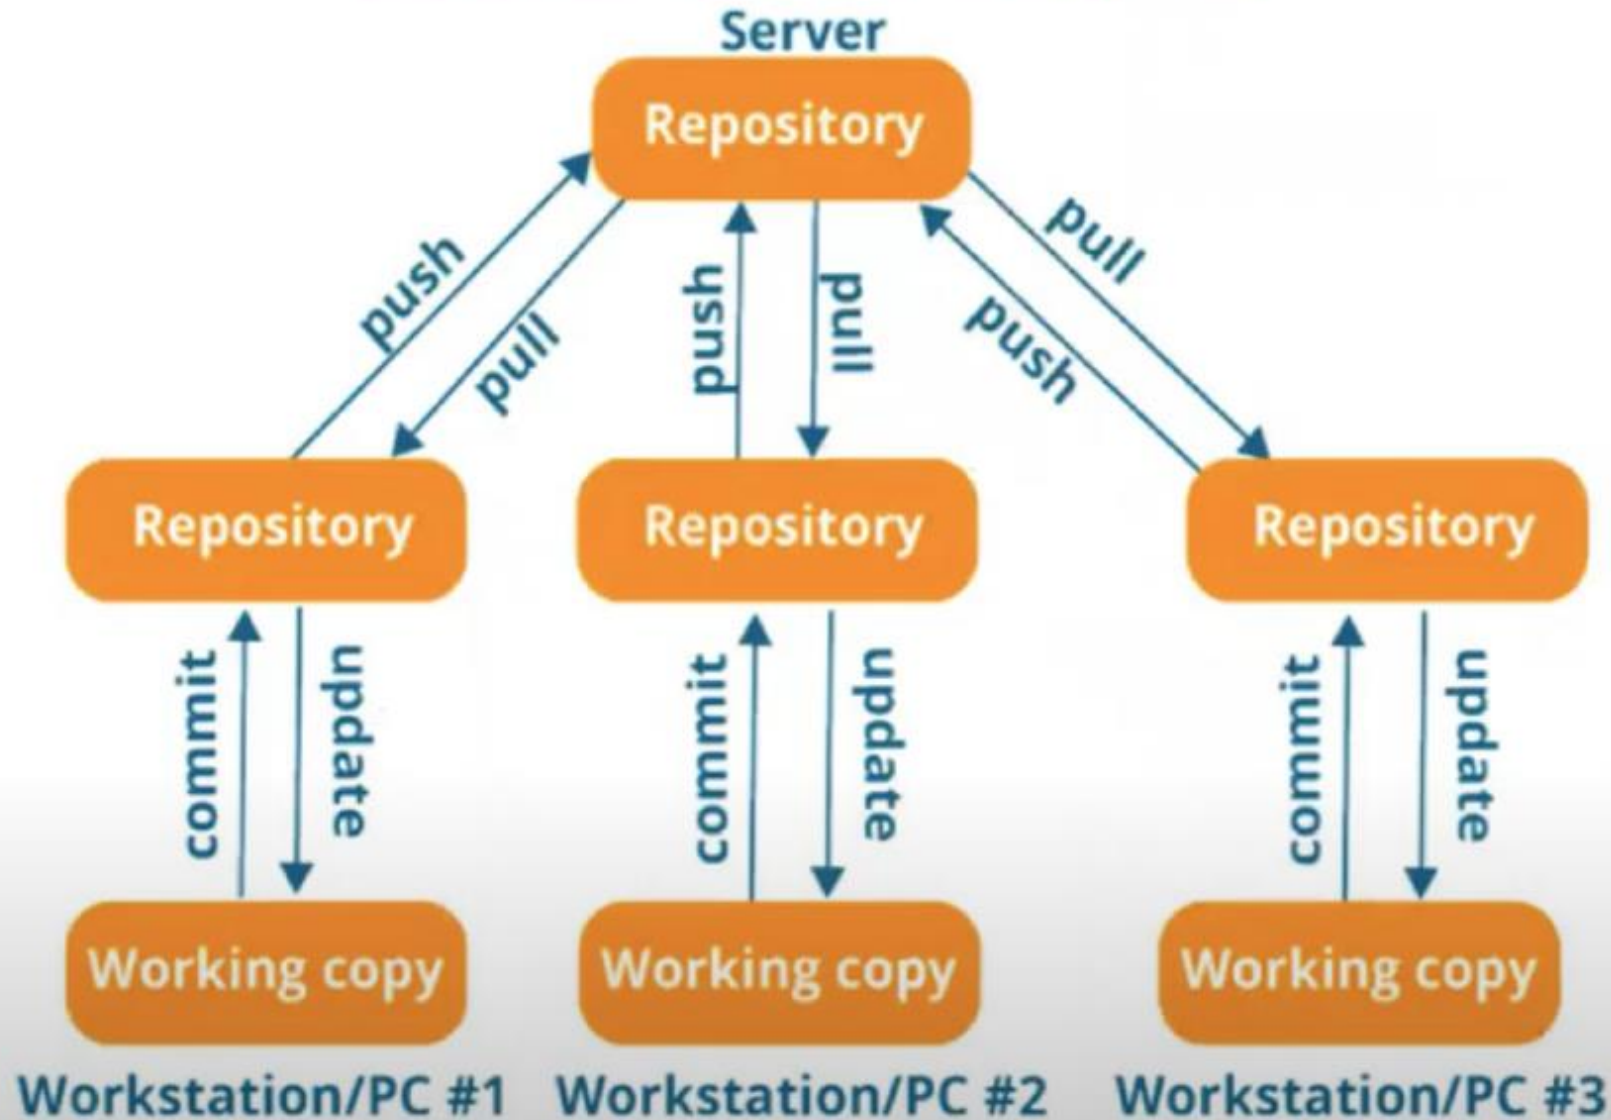 Server
Repository
push
pull
push
pull
push
pull
Repository
Repository
Repository
commit
update
commit
update
commit
update
Working copy
Working copy
Working copy
Workstation/PC #1
Workstation/PC #2
Workstation/PC #3